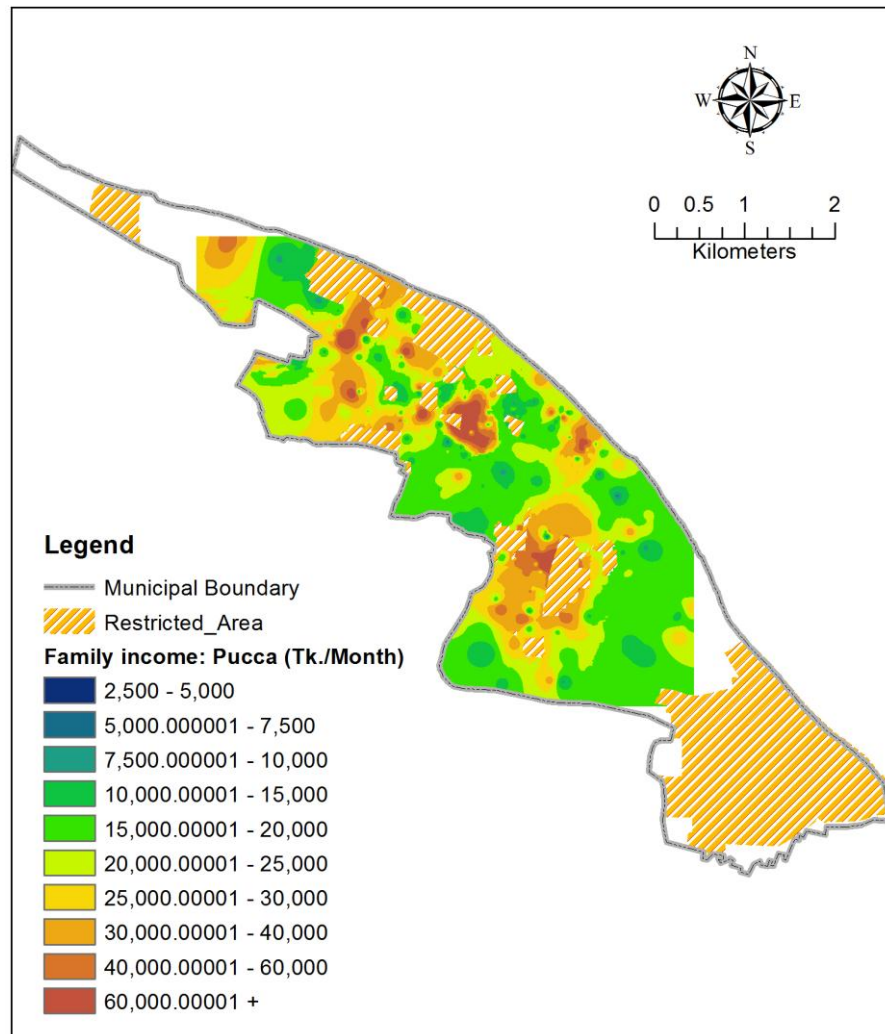 N
W E
S
0 0.5 1 2
Kilometers
Legend
Municipal Boundary
Restricted_Area
Family income: Pucca (Tk./Month)
2,500 - 5,000
5,000.000001 - 7,500
7,500.000001 - 10,000
10,000.00001 - 15,000
15,000.00001 - 20,000
20,000.00001 - 25,000
25,000.00001 - 30,000
30,000.00001 - 40,000
40,000.00001 - 60,000
60,000.00001 +